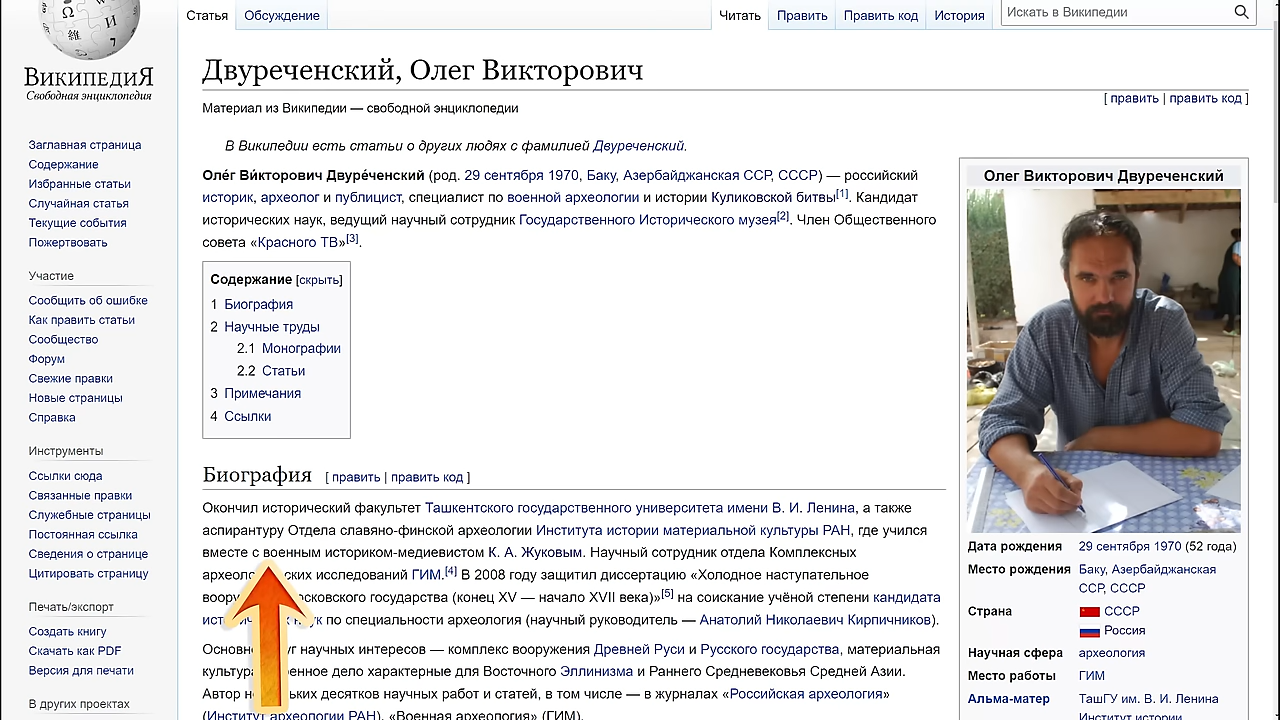 Статья
Обсуждение
Читать
Править
Править код
История
Искать в Википедии
ВИКИПЕДИЯ
Свободная энциклопедия
Заглавная страница
Содержание
Избранные статьи
Случайная статья
Текущие события
Пожертвовать
Участие
Сообщить об ошибке
Как править статьи
Сообщество
Форум
Свежие правки
Новые страницы
Справка
Инструменты
Ссылки сюда
Связанные правки
Служебные страницы
Постоянная ссылка
Сведения о странице
Цитировать страницу
Печать/экспорт
Создать книгу
Скачать как PDF
Версия для печати
В других проектах
Двуреченский, Олег Викторович
[ править | править код ]
Материал из Википедии — свободной энциклопедии
В Википедии есть статьи о других людях с фамилией Двуреченский.
Оле́г Ви́кторович Двуре́ченский (род. 29 сентября 1970, Баку, Азербайджанская ССР, СССР) — российский
историк, археолог и публицист, специалист по военной археологии и истории Куликовской битвы[1]. Кандидат
исторических наук, ведущий научный сотрудник Государственного Исторического музея[2]. Член Общественного
совета «Красного ТВ»[3].
Содержание [скрыть]
1 Биография
2 Научные труды
2.1 Монографии
2.2 Статьи
3 Примечания
4 Ссылки
Биография [ править | править код ]
Окончил исторический факультет Ташкентского государственного университета имени В. И. Ленина, а также
аспирантуру Отдела славяно-финской археологии Института истории материальной культуры РАН, где учился
вместе с военным историком-медиевистом К. А. Жуковым. Научный сотрудник отдела Комплексных
исследований ГИМ.[4] В 2008 году защитил диссертацию «Холодное наступательное
государства (конец XV — начало XVII века)»[5] на соискание учёной степени кандидата
по специальности археология (научный руководитель — Анатолий Николаевич Кирпичников).
научных интересов — комплекс вооружения Древней Руси и Русского государства, материальная
дело характерные для Восточного Эллинизма и Раннего Средневековья Средней Азии.
Автор десятков научных работ и статей, в том числе — в журналах «Российская археология»
(Институт археологии РАН), «Военная археология» (ГИМ).
Олег Викторович Двуреченский
Дата рождения 29 сентября 1970 (52 года)
Место рождения Баку, Азербайджанская
ССР, СССР
Страна СССР
Россия
Научная сфера археология
Место работы ГИМ
Альма-матер ТашГУ им. В. И. Ленина
Институт истории